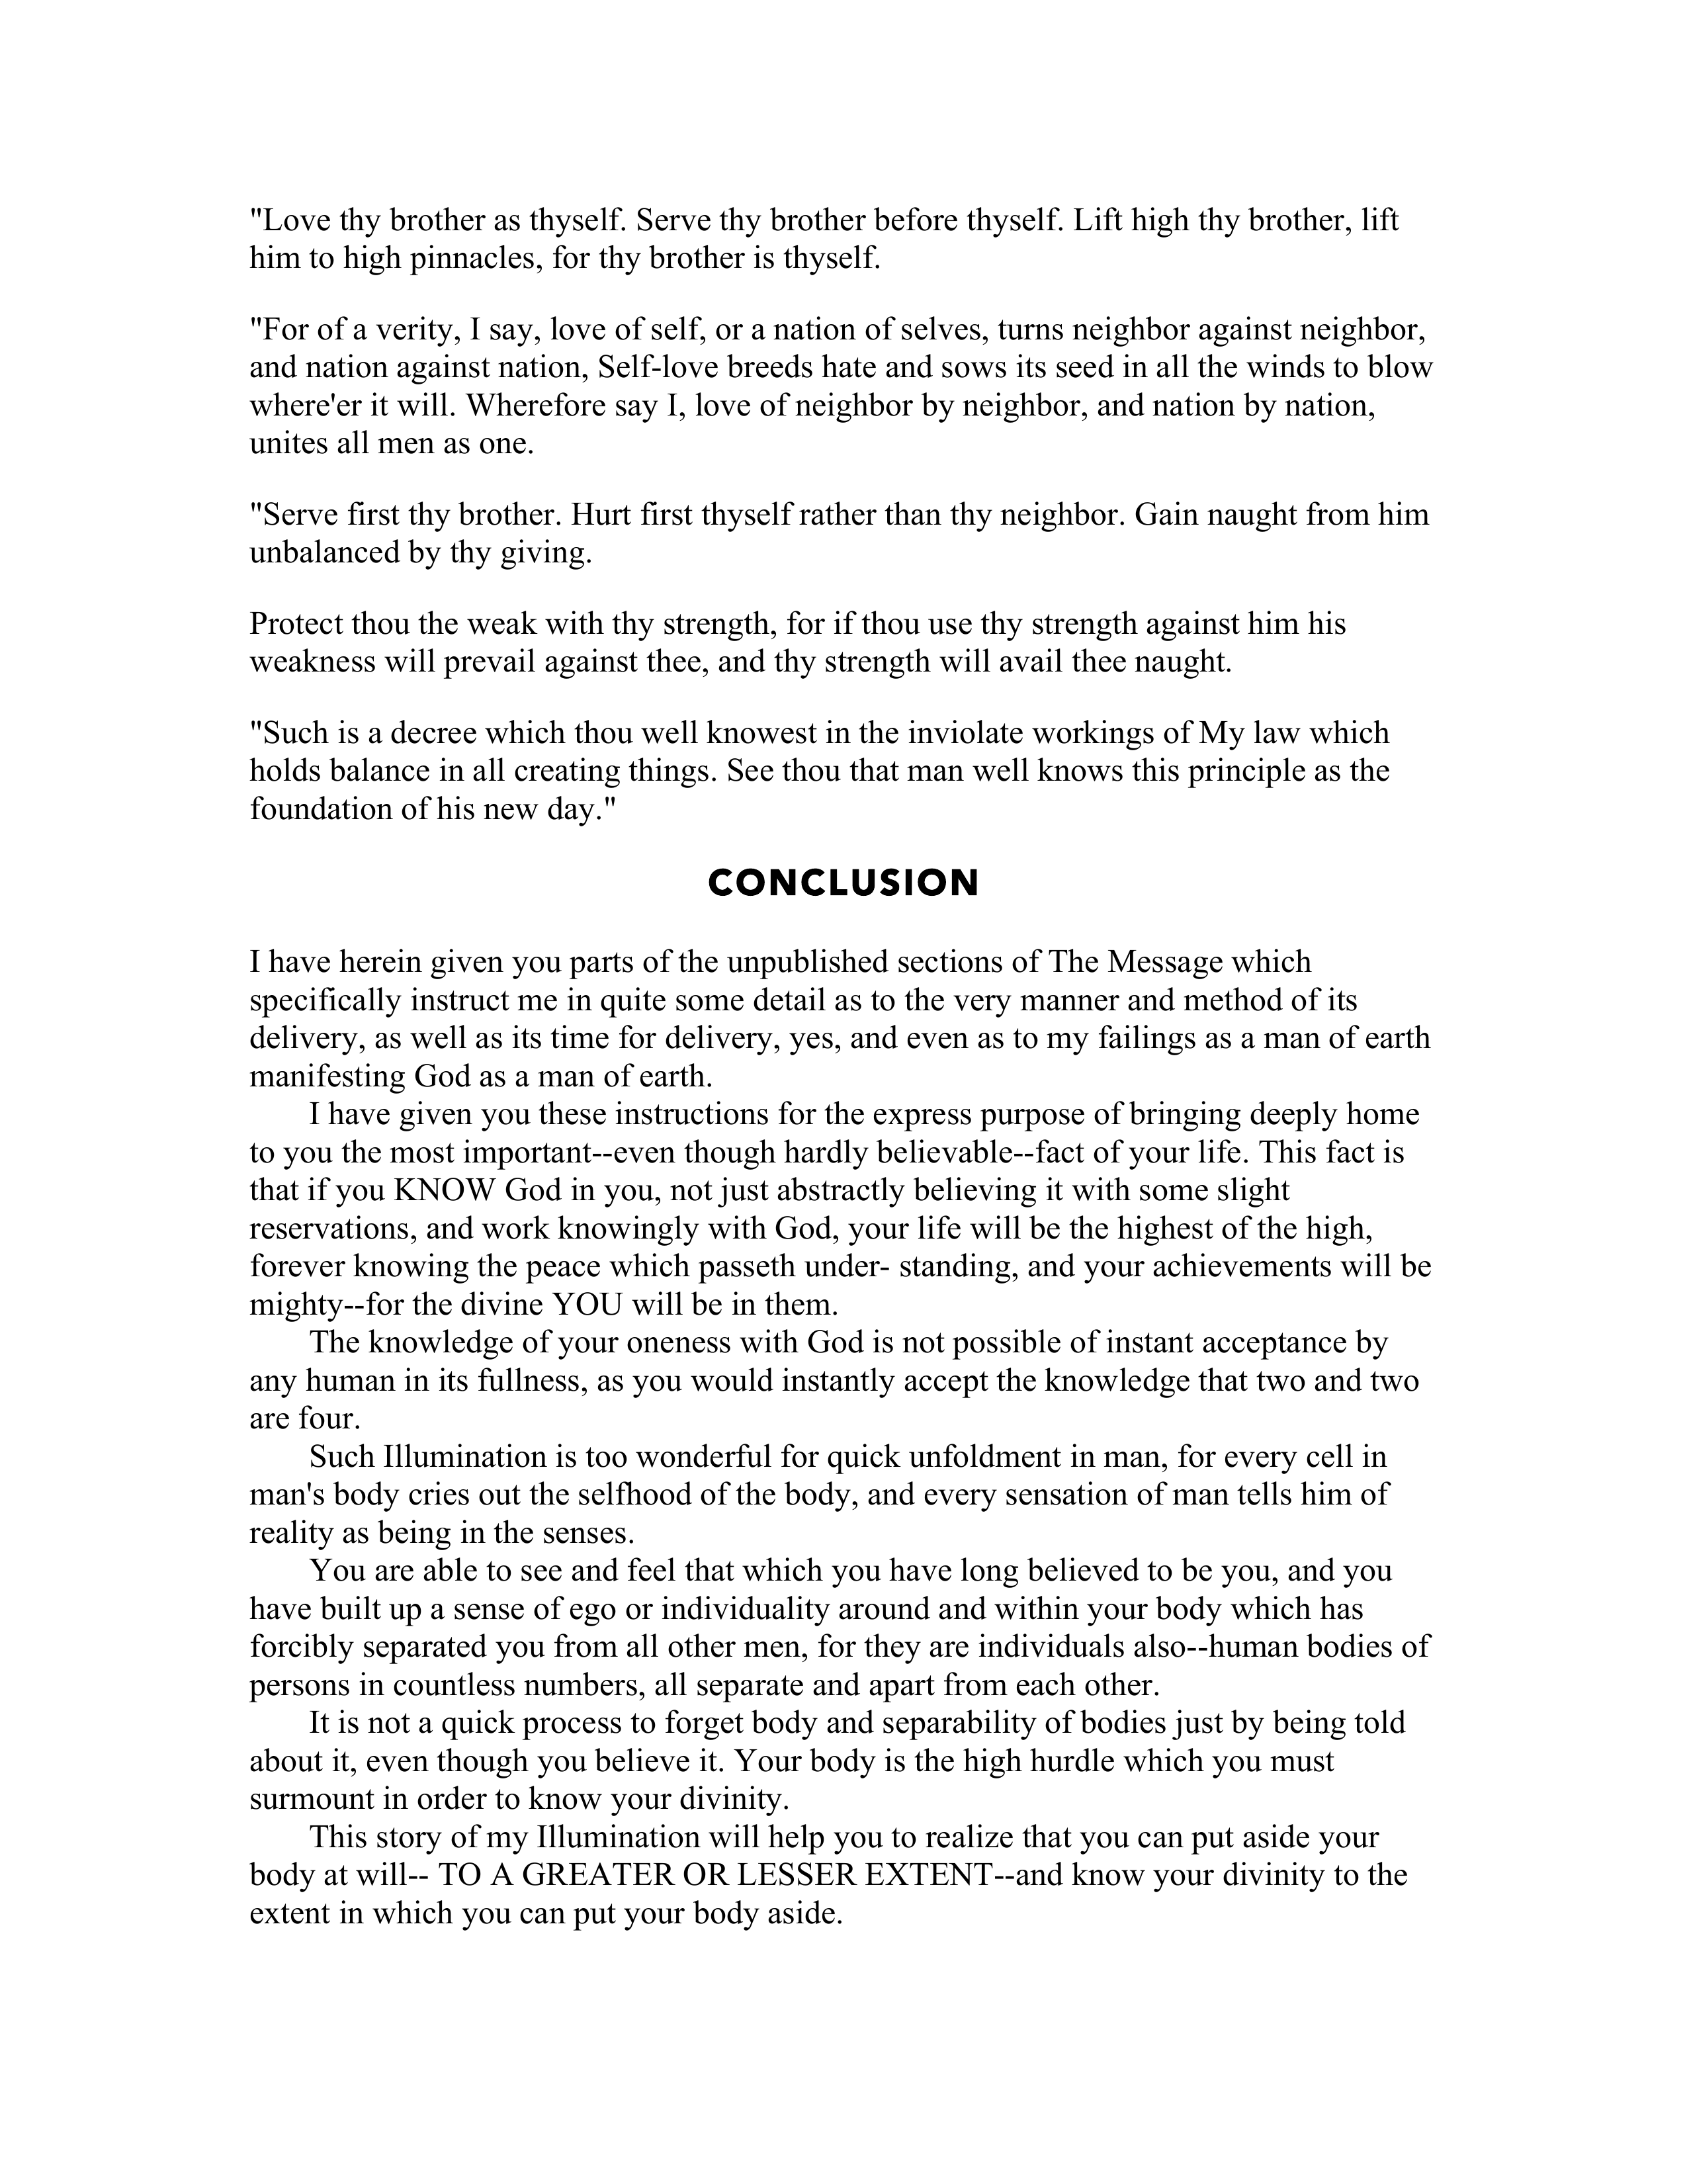 "Love thy brother as thyself. Serve thy brother before thyself. Lift high thy brother, lift
him to high pinnacles, for thy brother is thyself.
"For of a verity, I say, love of self, or a nation of selves, turns neighbor against neighbor,
and nation against nation, Self-love breeds hate and sows its seed in all the winds to blow
where'er it will. Wherefore say I, love of neighbor by neighbor, and nation by nation,
unites all men as one.
"Serve first thy brother. Hurt first thyself rather than thy neighbor. Gain naught from him
unbalanced by thy giving.
Protect thou the weak with thy strength, for if thou use thy strength against him his
weakness will prevail against thee, and thy strength will avail thee naught.
"Such is a decree which thou well knowest in the inviolate workings of My law which
holds balance in all creating things. See thou that man well knows this principle as the
foundation of his new day."
CONCLUSION
I have herein given you parts of the unpublished sections of The Message which
specifically instruct me in quite some detail as to the very manner and method of its
delivery, as well as its time for delivery, yes, and even as to my failings as a man of earth
manifesting God as a man of earth.
I have given you these instructions for the express purpose of bringing deeply home
to you the most important--even though hardly believable--fact of your life. This fact is
that if you KNOW God in you, not just abstractly believing it with some slight
reservations, and work knowingly with God, your life will be the highest of the high,
forever knowing the peace which passeth under- standing, and your achievements will be
mighty--for the divine YOU will be in them.
The knowledge of your oneness with God is not possible of instant acceptance by
any human in its fullness, as you would instantly accept the knowledge that two and two
are four.
Such Illumination is too wonderful for quick unfoldment in man, for every cell in
man's body cries out the selfhood of the body, and every sensation of man tells him of
reality as being in the senses.
You are able to see and feel that which you have long believed to be you, and you
have built up a sense of ego or individuality around and within your body which has
forcibly separated you from all other men, for they are individuals also--human bodies of
persons in countless numbers, all separate and apart from each other.
It is not a quick process to forget body and separability of bodies just by being told
about it, even though you believe it. Your body is the high hurdle which you must
surmount in order to know your divinity.
This story of my Illumination will help you to realize that you can put aside your
body at will-- TO A GREATER OR LESSER EXTENT--and know your divinity to the
extent in which you can put your body aside.